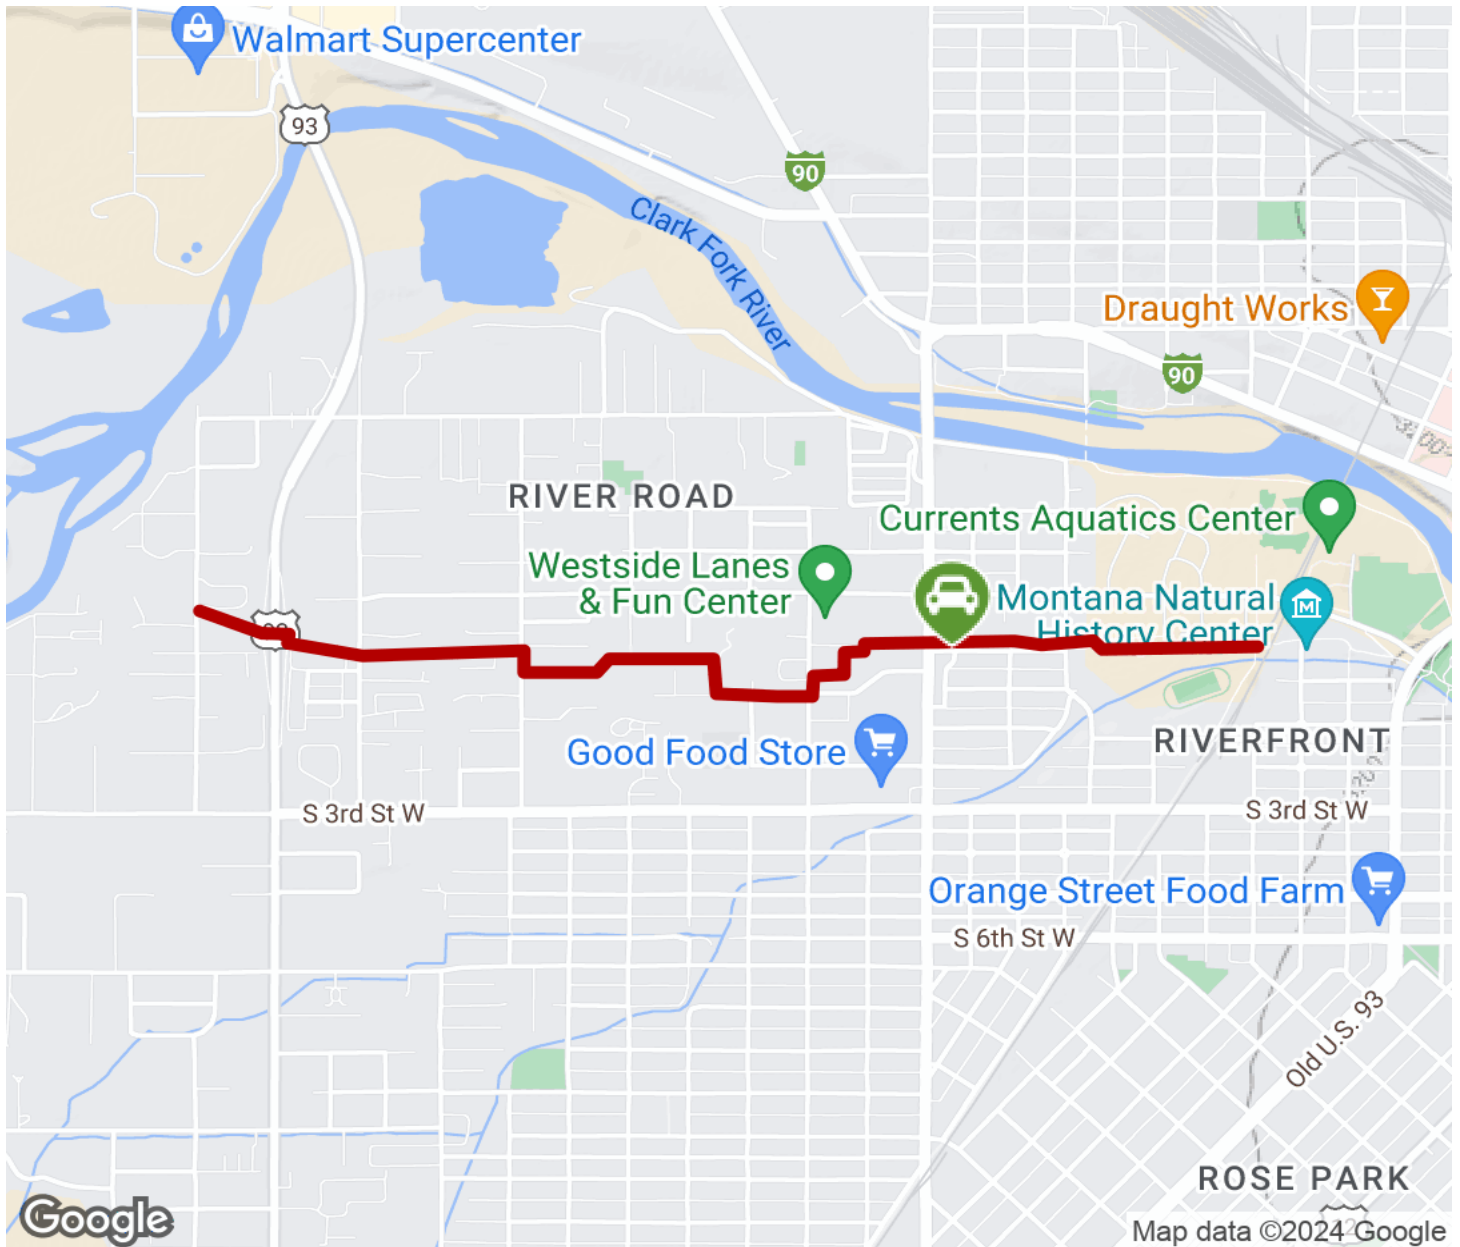 Walmart Supercenter
93
90
Clark Fork River
Draught Works
90
RIVER ROAD
Currents Aquatics Center
Westside Lanes
& Fun Center
Montana Natural
History Center
RIVERFRONT
Good Food Store
S 3rd St W
S 3rd St W
Orange Street Food Farm
S 6th St W
Old U.S. 93
ROSE PARK
Google
Map data ©2024 Google